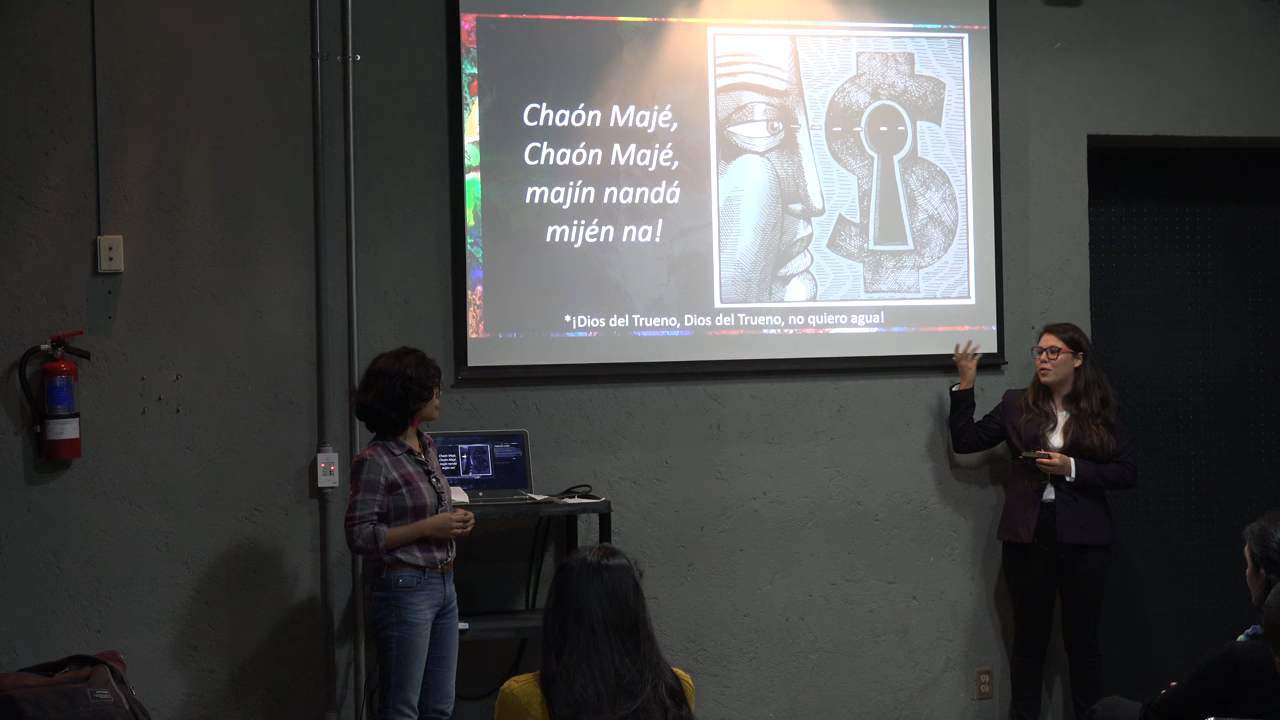 Chaón Majé,
Chaón Majé,
majín nandá
mijén na!
*¡Dios del Trueno, Dios del Trueno, no quiero agua!